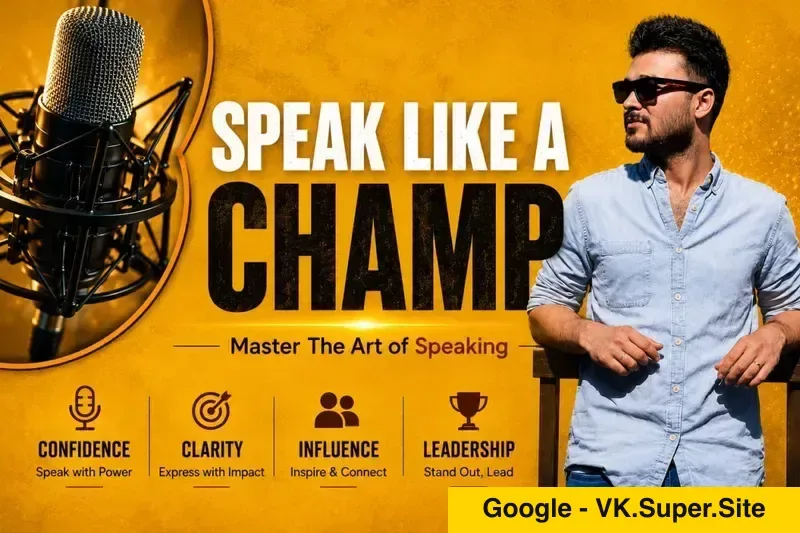 SPEAK LIKE A
CHAMP
Master The Art of Speaking
CONFIDENCE
Speak with Power
CLARITY
Express with Impact
INFLUENCE
Inspire & Connect
LEADERSHIP
Stand Out, Lead
Google - VK.Super.Site